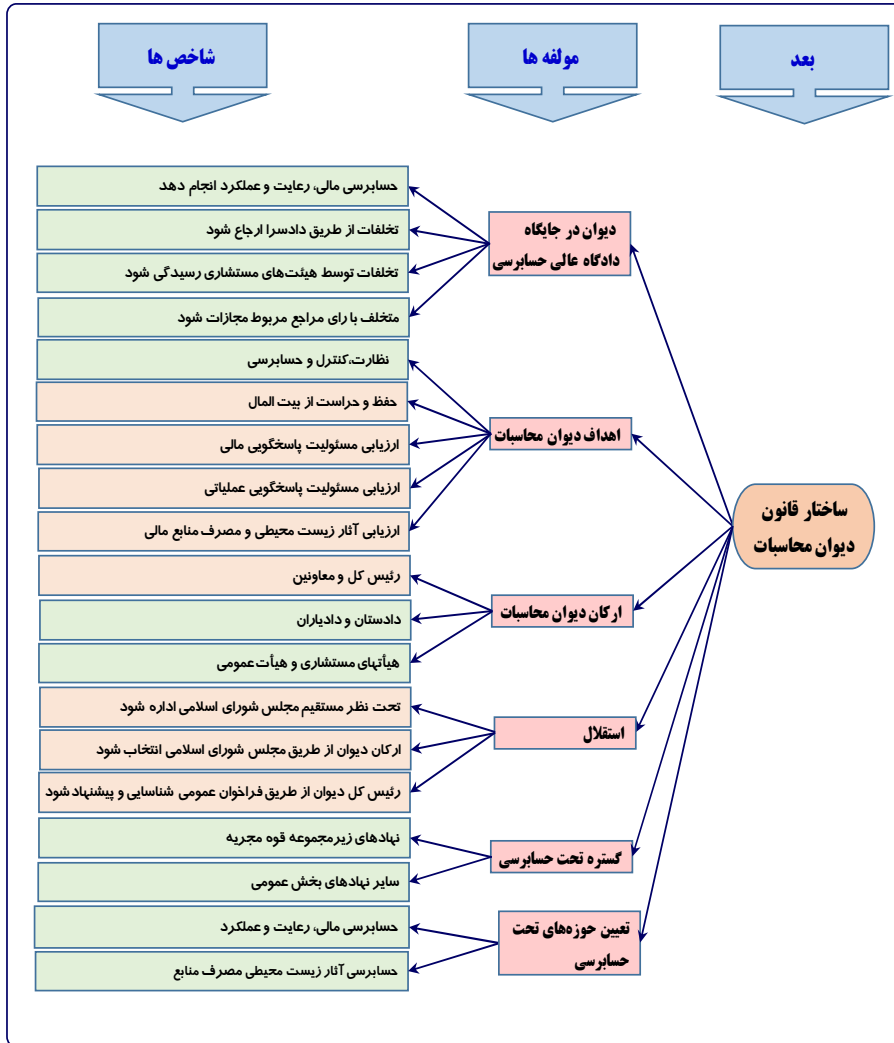 بعد
مولفه ها
شاخص ها
ساختار قانون
دیوان محاسبات
دیوان در جایگاه
دادگاه عالی حسابرسی
حسابرسی مالی، رعایت و عملکرد انجام دهد
تخلفات از طریق دادسرا ارجاع شود
تخلفات توسط هیئت‌های مستشاری رسیدگی شود
متخلف با رای مراجع مربوط مجازات شود
اهداف دیوان محاسبات
نظارت،کنترل و حسابرسی
حفظ و حراست از بیت المال
ارزیابی مسئولیت پاسخگویی مالی
ارزیابی مسئولیت پاسخگویی عملیاتی
ارزیابی آثار زیست محیطی و مصرف منابع مالی
ارکان دیوان محاسبات
رئیس کل و معاونین
دادستان و دادیاران
هیأتهای مستشاری و هیأت عمومی
استقلال
تحت نظر مستقیم مجلس شورای اسلامی اداره شود
ارکان دیوان از طریق مجلس شورای اسلامی انتخاب شود
رئیس کل دیوان از طریق فراخوان عمومی شناسایی و پیشنهاد شود
گستره تحت حسابرسی
نهادهای زیرمجموعه قوه مجریه
سایر نهادهای بخش عمومی
تعیین حوزه‌های تحت
حسابرسی
حسابرسی مالی، رعایت و عملکرد
حسابرسی آثار زیست محیطی مصرف منابع